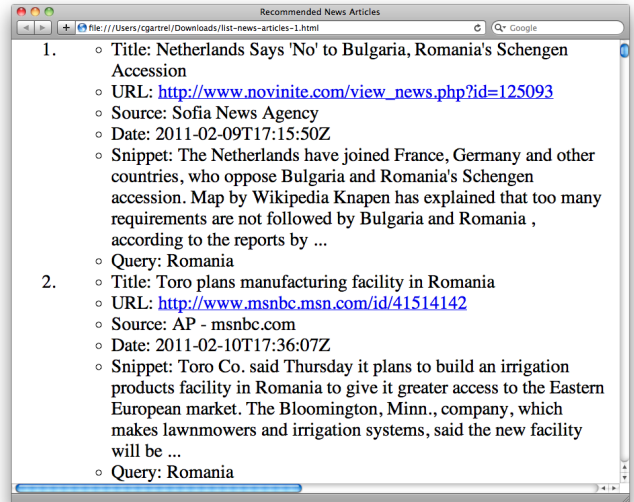 Recommended News Articles
file:///Users/cgartrel/Downloads/list-news-articles-1.html
Google
1.
Title: Netherlands Says 'No' to Bulgaria, Romania's Schengen
Accession
URL: http://www.novinite.com/view_news.php?id=125093
Source: Sofia News Agency
Date: 2011-02-09T17:15:50Z
Snippet: The Netherlands have joined France, Germany and other
countries, who oppose Bulgaria and Romania's Schengen
accession. Map by Wikipedia Knapen has explained that too many
requirements are not followed by Bulgaria and Romania ,
according to the reports by ...
Query: Romania
2.
Title: Toro plans manufacturing facility in Romania
URL: http://www.msnbc.msn.com/id/41514142
Source: AP - msnbc.com
Date: 2011-02-10T17:36:07Z
Snippet: Toro Co. said Thursday it plans to build an irrigation
products facility in Romania to give it greater access to the Eastern
European market. The Bloomington, Minn., company, which
makes lawnmowers and irrigation systems, said the new facility
will be ...
Query: Romania